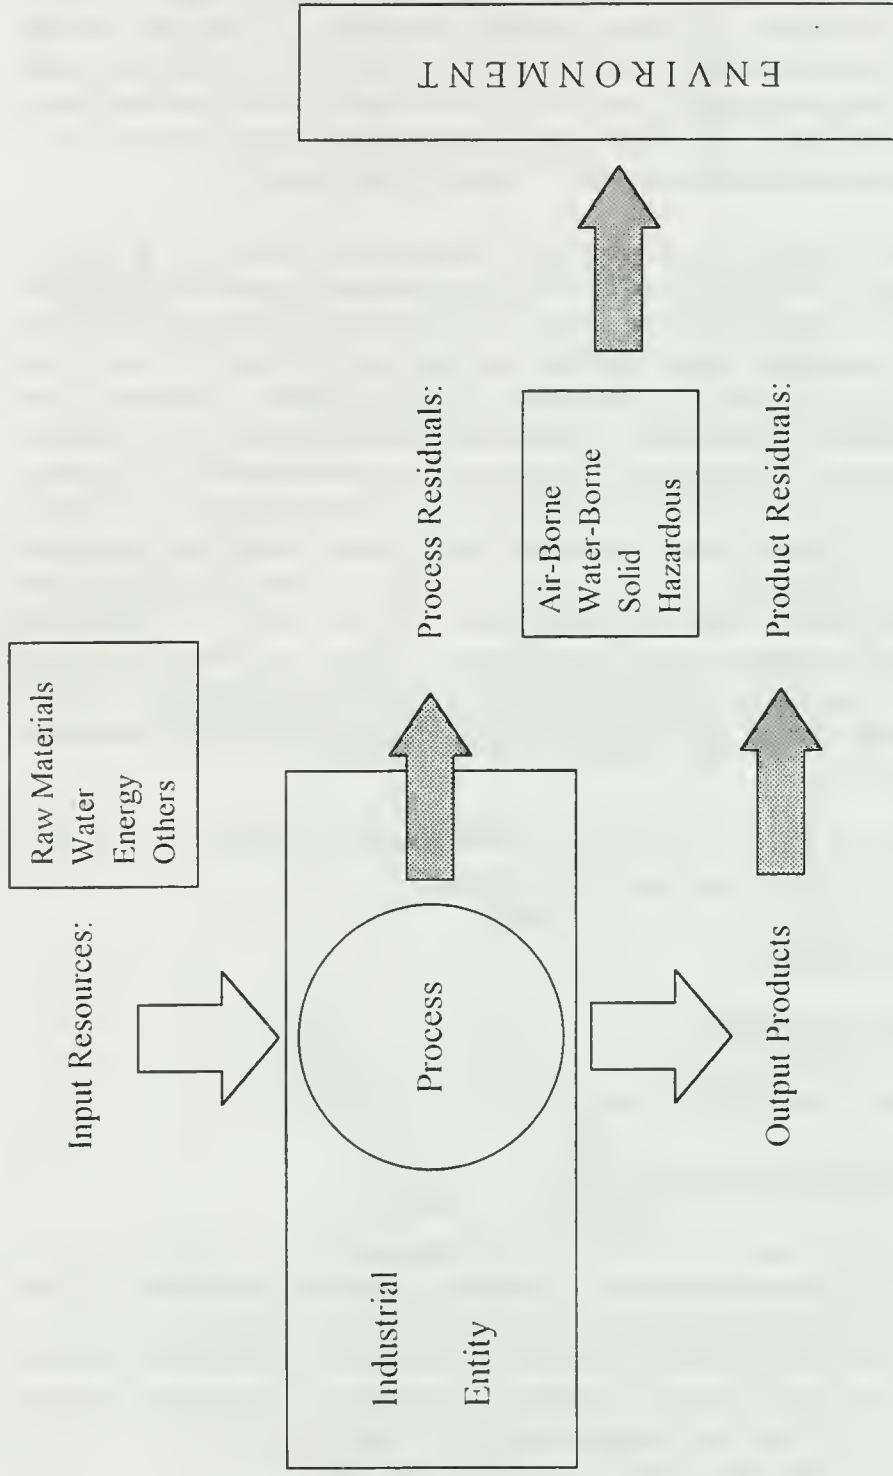 Input Resources:
Raw Materials
Water
Energy
Others
Industrial
Entity
Process
Process Residuals:
Air-Borne
Water-Borne
Solid
Hazardous
Output Products
Product Residuals:
ENVIRONMENT